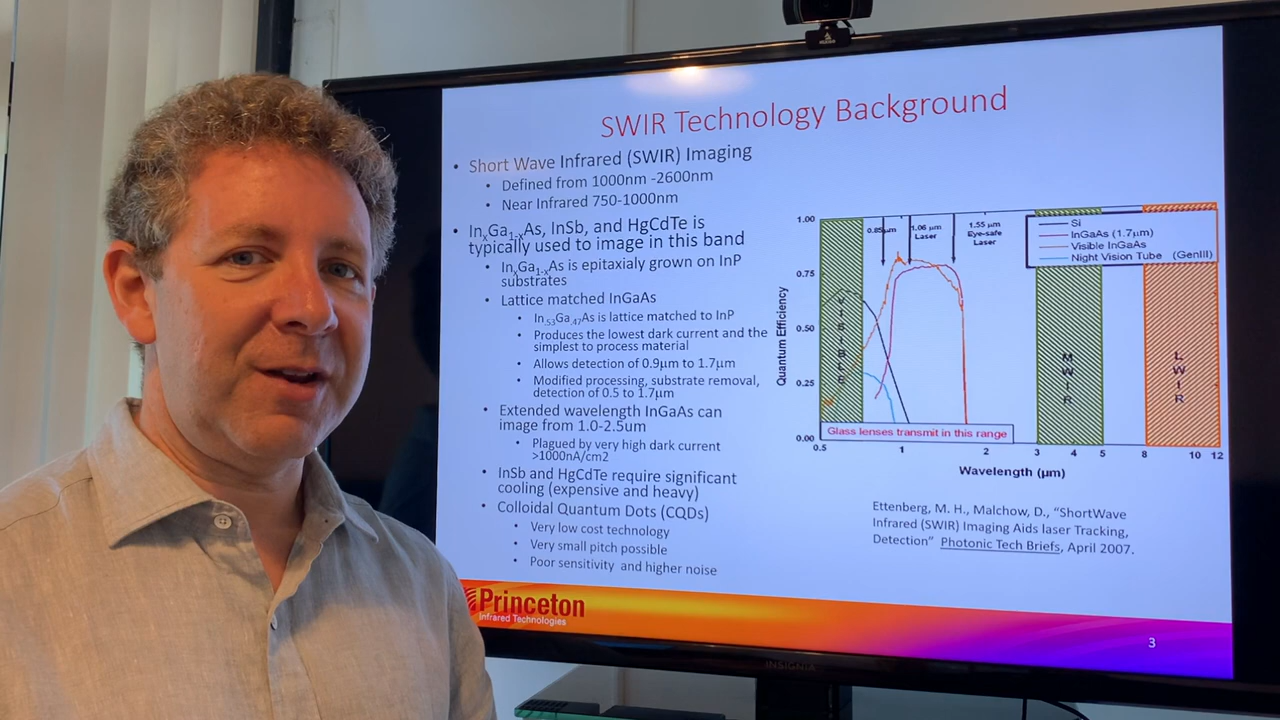 SWIR Technology Background
• Short Wave Infrared (SWIR) Imaging
• Defined from 1000nm -2600nm
• Near Infrared 750-1000nm
• InxGa1-xAs, InSb, and HgCdTe is
typically used to image in this band
• InxGa1-xAs is epitaxialy grown on InP
substrates
• Lattice matched InGaAs
• In.53Ga.47As is lattice matched to InP
• Produces the lowest dark current and the
simplest to process material
• Allows detection of 0.9μm to 1.7μm
• Modified processing, substrate removal,
detection of 0.5 to 1.7μm
• Extended wavelength InGaAs can
image from 1.0-2.5um
• Plagued by very high dark current
>1000nA/cm2
• InSb and HgCdTe require significant
cooling (expensive and heavy)
• Colloidal Quantum Dots (CQDs)
• Very low cost technology
• Very small pitch possible
• Poor sensitivity and higher noise
1.00
0.75
0.50
0.25
0.00
Quantum Efficiency
0.85μm
1.06 μm
Laser
1.55 μm
Eye-safe
Laser
Si
InGaAs (1.7μm)
Visible InGaAs
Night Vision Tube (GenIII)
VISIBLE
MWIR
LWIR
Glass lenses transmit in this range
0.5 1 2 3 4 5 8 10 12
Wavelength (μm)
Ettenberg, M. H., Malchow, D., “ShortWave
Infrared (SWIR) Imaging Aids laser Tracking,
Detection” Photonic Tech Briefs, April 2007.
Princeton
Infrared Technologies
3
INSIGNIA